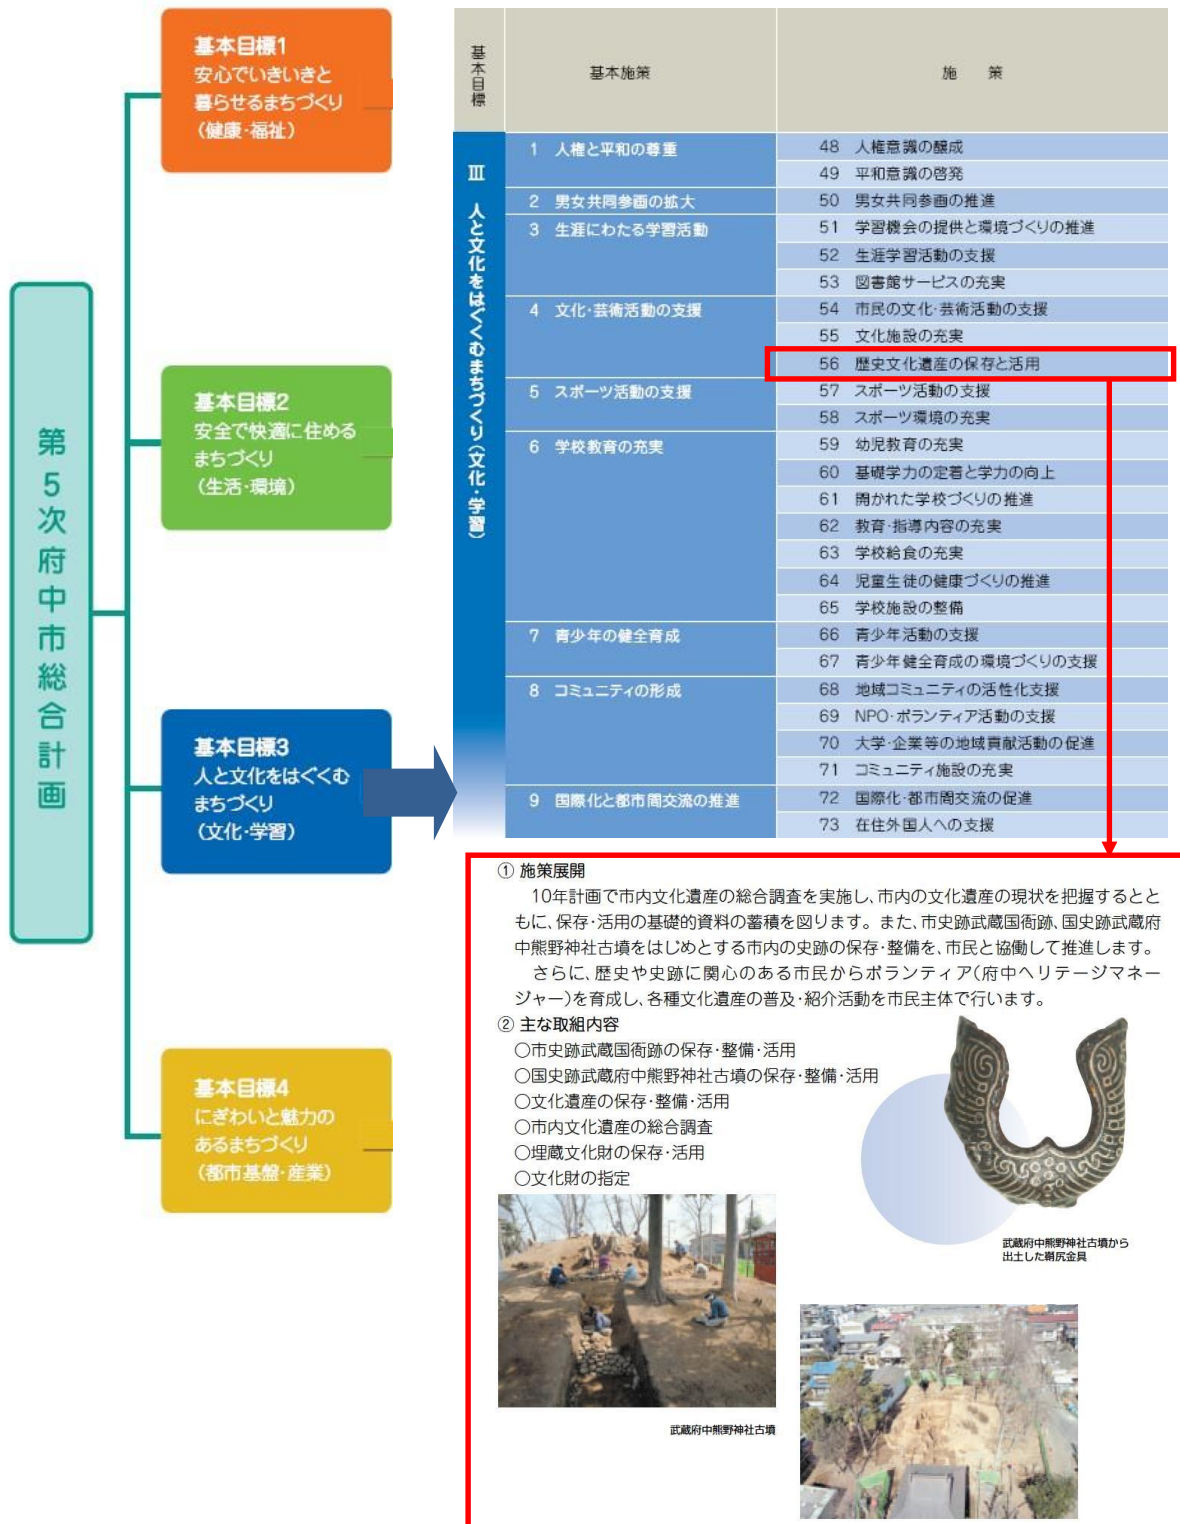 第5次府中市総合計画
基本目標1
安心でいきいきと
暮らせるまちづくり
(健康・福祉)
基本目標2
安全で快適に住める
まちづくり
(生活・環境)
基本目標3
人と文化をはぐくむ
まちづくり
(文化・学習)
基本目標4
にぎわいと魅力の
あるまちづくり
(都市基盤・産業)
基本目標
基本施策
施 策
Ⅲ 人と文化をはぐくむまちづくり(文化・学習)
1 人権と平和の尊重
48 人権意識の醸成
49 平和意識の啓発
2 男女共同参画の拡大
50 男女共同参画の推進
3 生涯にわたる学習活動
51 学習機会の提供と環境づくりの推進
52 生涯学習活動の支援
53 図書館サービスの充実
4 文化・芸術活動の支援
54 市民の文化・芸術活動の支援
55 文化施設の充実
56 歴史文化遺産の保存と活用
5 スポーツ活動の支援
57 スポーツ活動の支援
58 スポーツ環境の充実
6 学校教育の充実
59 幼児教育の充実
60 基礎学力の定着と学力の向上
61 開かれた学校づくりの推進
62 教育・指導内容の充実
63 学校給食の充実
64 児童生徒の健康づくりの推進
65 学校施設の整備
7 青少年の健全育成
66 青少年活動の支援
67 青少年健全育成の環境づくりの支援
8 コミュニティの形成
68 地域コミュニティの活性化支援
69 NPO・ボランティア活動の支援
70 大学・企業等の地域貢献活動の促進
71 コミュニティ施設の充実
9 国際化と都市間交流の推進
72 国際化・都市間交流の促進
73 在住外国人への支援
① 施策展開
10年計画で市内文化遺産の総合調査を実施し、市内の文化遺産の現状を把握するとと
もに、保存・活用の基礎的資料の蓄積を図ります。また、市史跡武蔵国衙跡、国史跡武蔵府
中熊野神社古墳をはじめとする市内の史跡の保存・整備を、市民と協働して推進します。
さらに、歴史や史跡に関心のある市民からボランティア(府中ヘリテージマネー
ジャー)を育成し、各種文化遺産の普及・紹介活動を市民主体で行います。
② 主な取組内容
○市史跡武蔵国衙跡の保存・整備・活用
○国史跡武蔵府中熊野神社古墳の保存・整備・活用
○文化遺産の保存・整備・活用
○市内文化遺産の総合調査
○埋蔵文化財の保存・活用
○文化財の指定
武蔵府中熊野神社古墳から
出土した鞘尻金具
武蔵府中熊野神社古墳